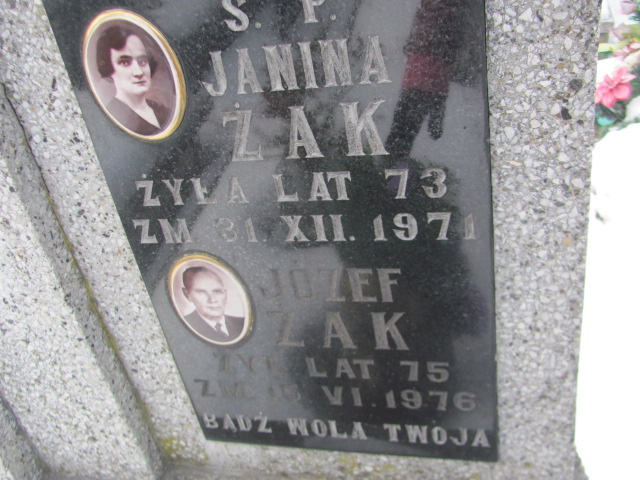 Ś. P.
JANINA
ŻAK
ŻYŁA LAT 73
ZM 31. XII. 1971
JÓZEF
ŻAK
ŻYŁ LAT 75
ZM. VI. 1976
BĄDŹ WOLA TWOJA